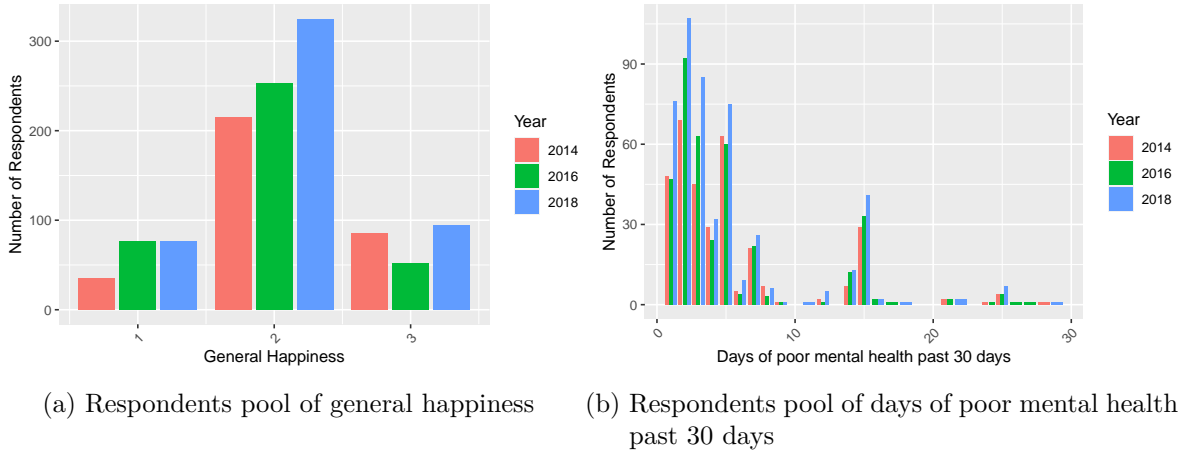 300
200
100
0
Number of Respondents
1
2
3
General Happiness
Year
2014
2016
2018
(a) Respondents pool of general happiness
90
60
30
0
Number of Respondents
0
10
20
30
Days of poor mental health past 30 days
Year
2014
2016
2018
(b) Respondents pool of days of poor mental health
past 30 days